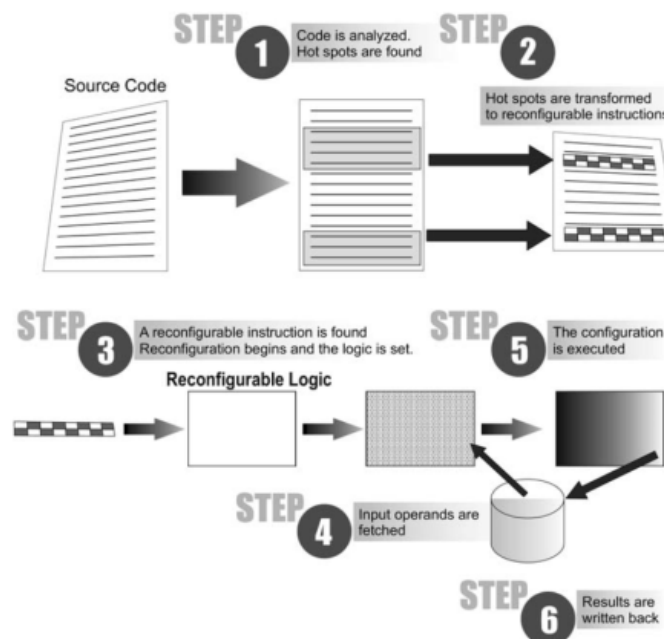 STEP 1
Code is analyzed.
Hot spots are found
STEP 2
Hot spots are transformed
to reconfigurable instructions
Source Code
STEP 3
A reconfigurable instruction is found
Reconfiguration begins and the logic is set.
STEP 5
The configuration
is executed
Reconfigurable Logic
STEP 4
Input operands are
fetched
STEP 6
Results are
written back